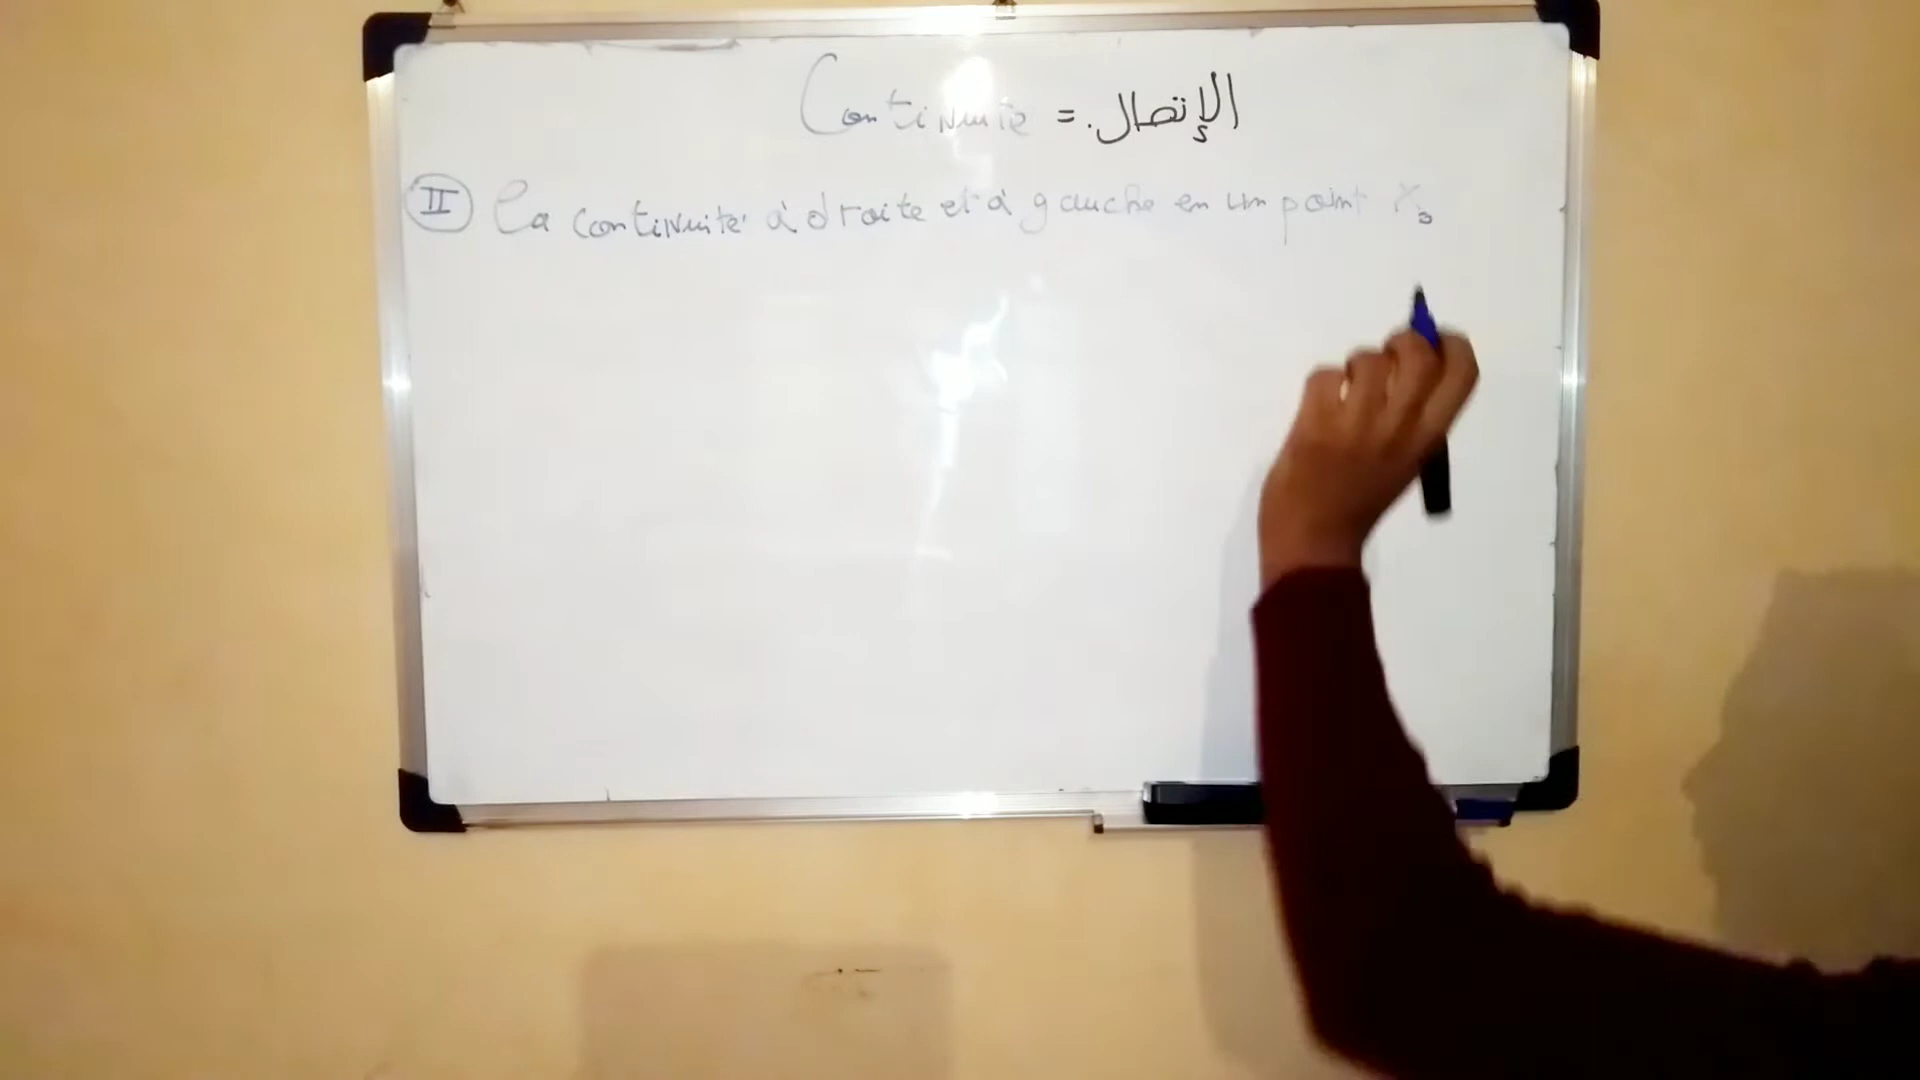 Continuité = الإتصال.
II La continuité à droite et à gauche en un point x₀